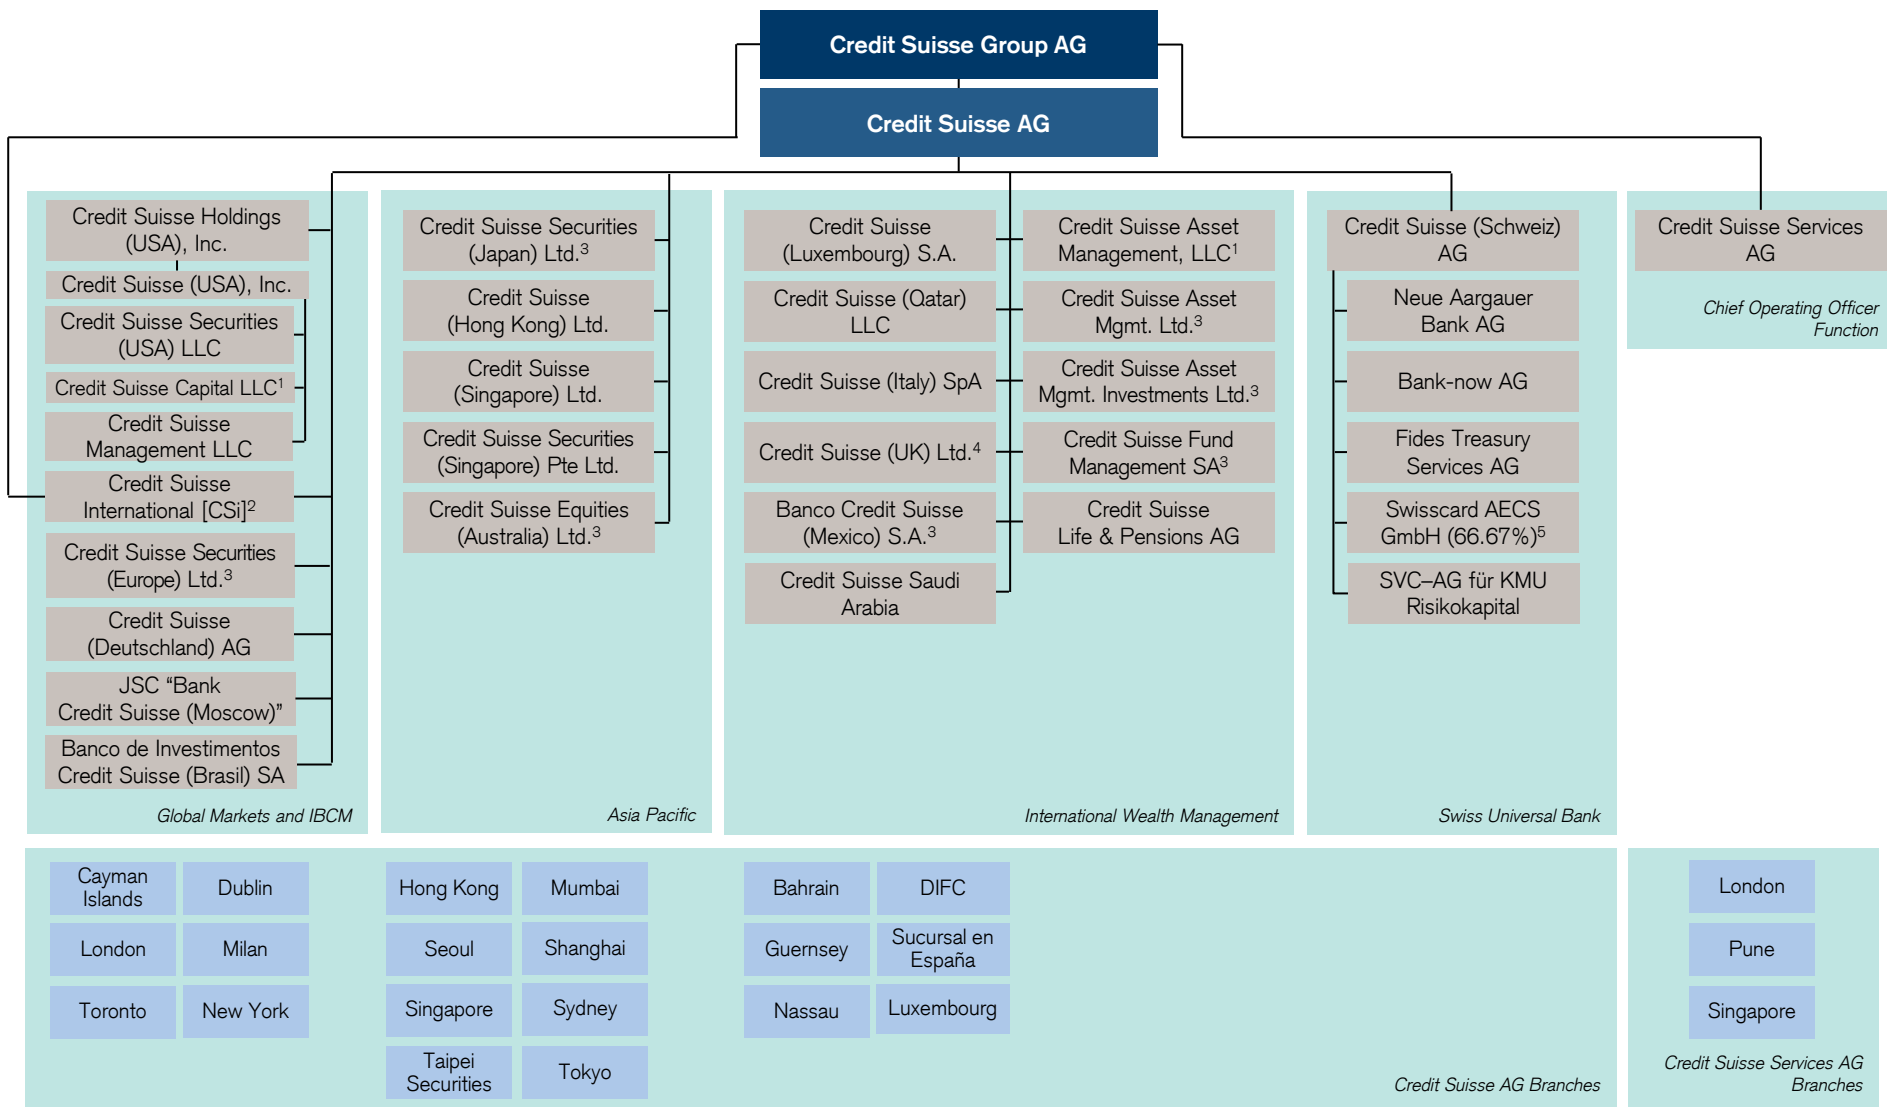 Credit Suisse Group AG
Credit Suisse AG
Credit Suisse Holdings
(USA), Inc.
Credit Suisse (USA), Inc.
Credit Suisse Securities
(USA) LLC
Credit Suisse Capital LLC¹
Credit Suisse
Management LLC
Credit Suisse
International [CSi]²
Credit Suisse Securities
(Europe) Ltd.³
Credit Suisse
(Deutschland) AG
JSC “Bank
Credit Suisse (Moscow)”
Banco de Investimentos
Credit Suisse (Brasil) SA
Global Markets and IBCM
Credit Suisse Securities
(Japan) Ltd.³
Credit Suisse
(Hong Kong) Ltd.
Credit Suisse
(Singapore) Ltd.
Credit Suisse Securities
(Singapore) Pte Ltd.
Credit Suisse Equities
(Australia) Ltd.³
Asia Pacific
Credit Suisse
(Luxembourg) S.A.
Credit Suisse (Qatar)
LLC
Credit Suisse (Italy) SpA
Credit Suisse (UK) Ltd.⁴
Banco Credit Suisse
(Mexico) S.A.³
Credit Suisse Saudi
Arabia
Credit Suisse Asset
Management, LLC¹
Credit Suisse Asset
Mgmt. Ltd.³
Credit Suisse Asset
Mgmt. Investments Ltd.³
Credit Suisse Fund
Management SA³
Credit Suisse
Life & Pensions AG
International Wealth Management
Credit Suisse (Schweiz)
AG
Neue Aargauer
Bank AG
Bank-now AG
Fides Treasury
Services AG
Swisscard AECS
GmbH (66.67%)⁵
SVC–AG für KMU
Risikokapital
Swiss Universal Bank
Credit Suisse Services
AG
Chief Operating Officer
Function
Cayman
Islands
Dublin
London
Milan
Toronto
New York
Hong Kong
Mumbai
Seoul
Shanghai
Singapore
Sydney
Taipei
Securities
Tokyo
Bahrain
DIFC
Guernsey
Sucursal en
España
Nassau
Luxembourg
Credit Suisse AG Branches
London
Pune
Singapore
Credit Suisse Services AG
Branches